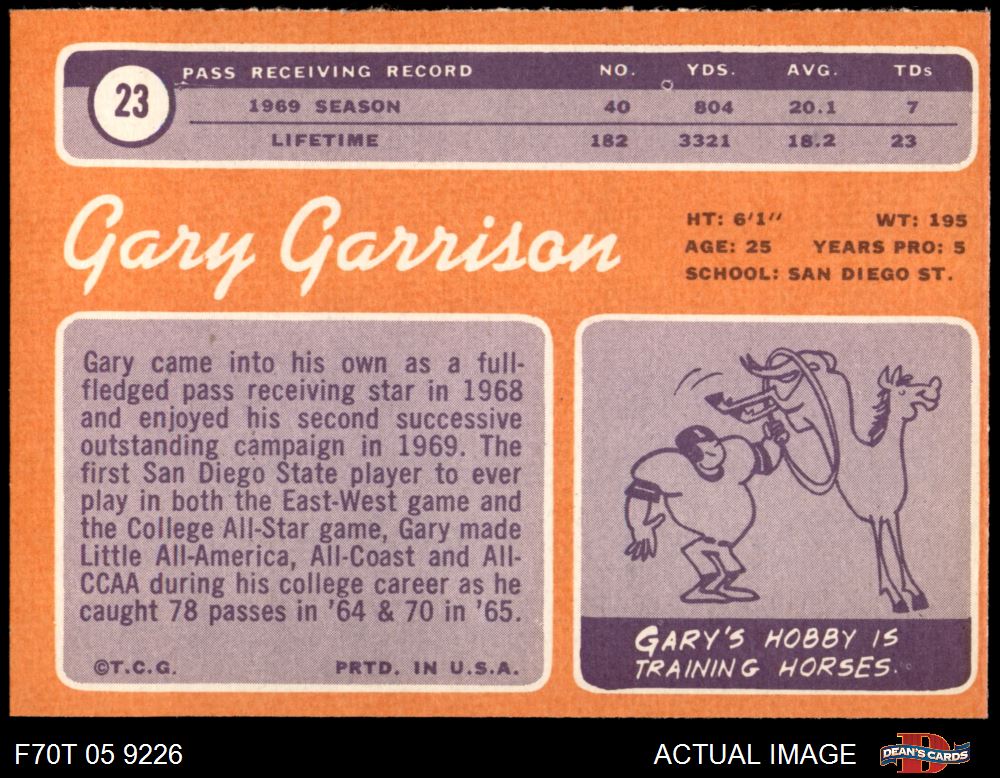 23
PASS RECEIVING RECORD NO. YDS. AVG. TDs
1969 SEASON 40 804 20.1 7
LIFETIME 182 3321 18.2 23
Gary Garrison
HT: 6'1" WT: 195
AGE: 25 YEARS PRO: 5
SCHOOL: SAN DIEGO ST.
Gary came into his own as a full-
fledged pass receiving star in 1968
and enjoyed his second successive
outstanding campaign in 1969. The
first San Diego State player to ever
play in both the East-West game and
the College All-Star game, Gary made
Little All-America, All-Coast and All-
CCAA during his college career as he
caught 78 passes in '64 & 70 in '65.
©T.C.G. PRTD. IN U.S.A.
GARY'S HOBBY IS
TRAINING HORSES.
F70T 05 9226 ACTUAL IMAGE DEAN'S CARDS